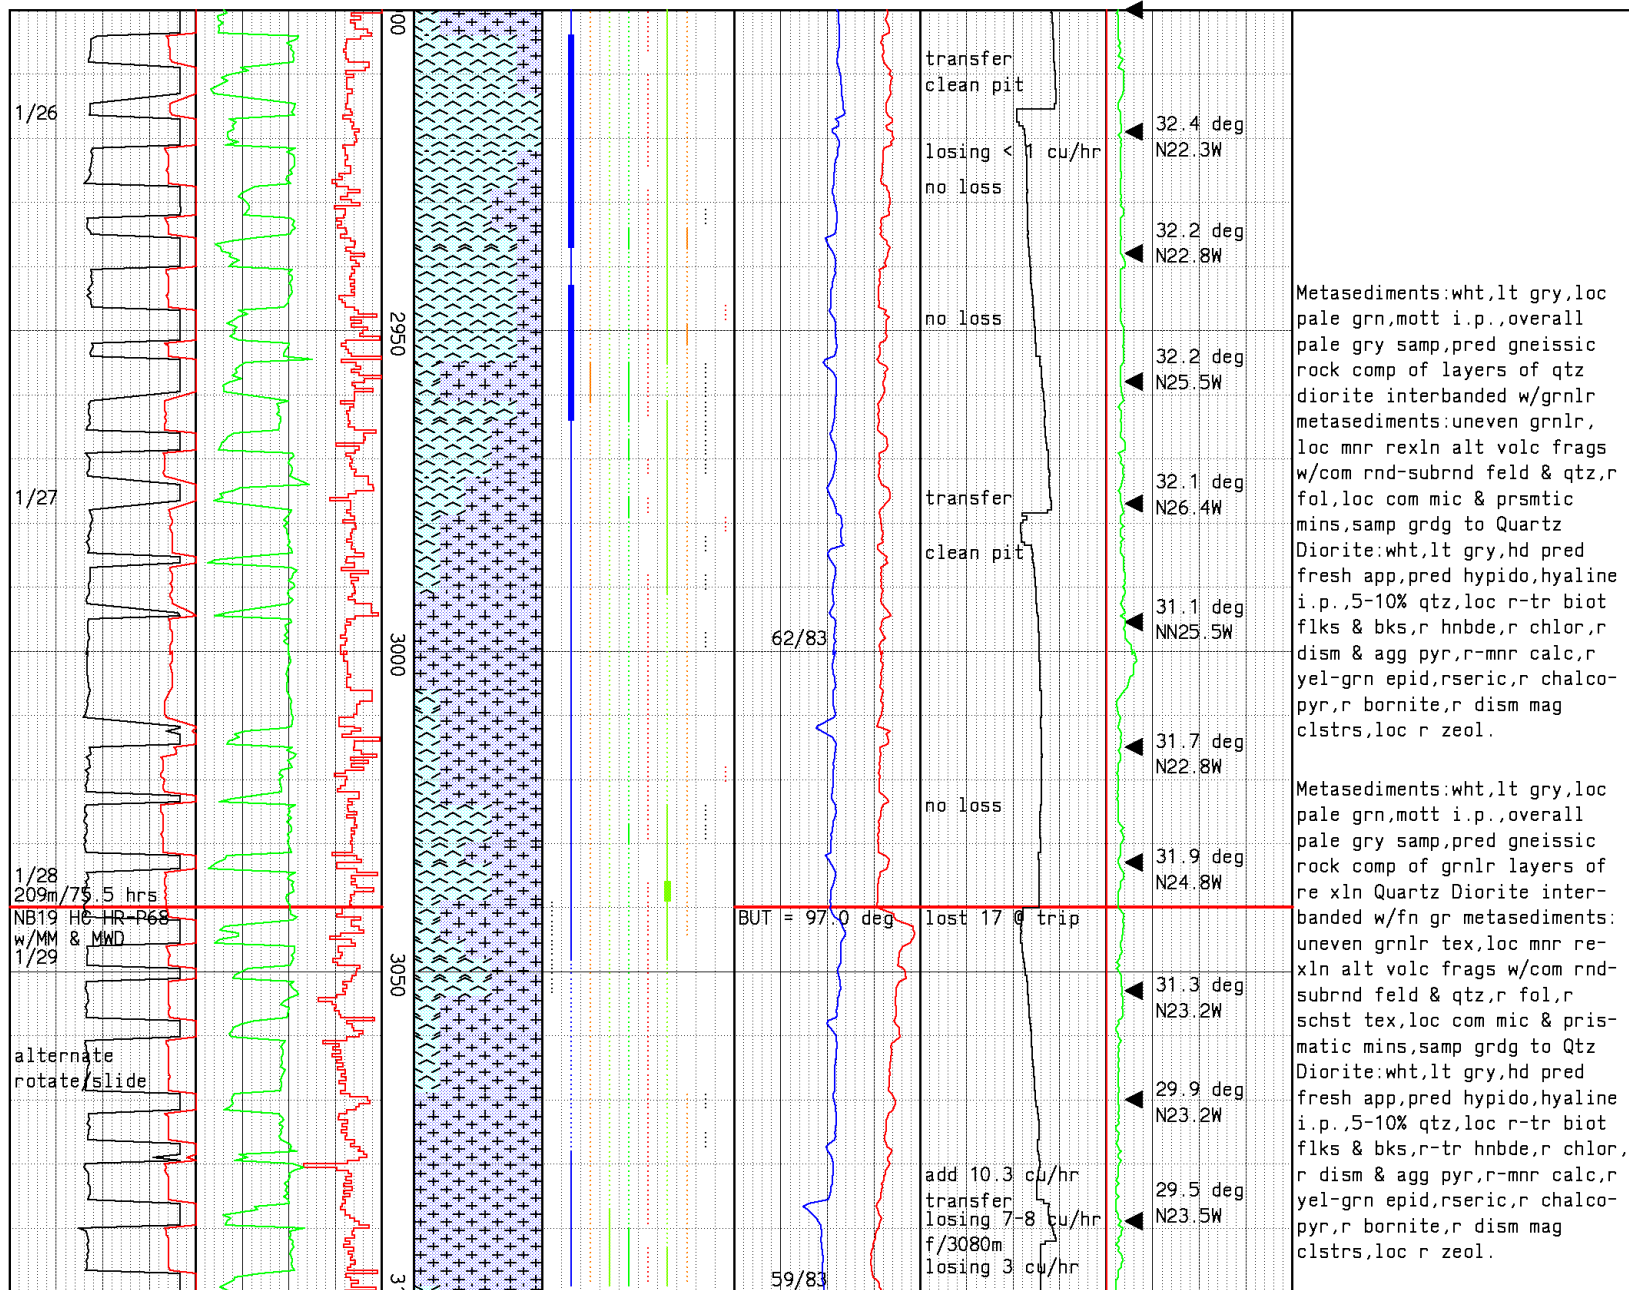 1/26
1/27
1/28
209m/75.5 hrs
NB19 HC HR-P68
w/MM & MWD
1/29
alternate
rotate/slide
00
2950
3000
3050
3
62/83
BUT = 97.0 deg
59/83
transfer
clean pit
losing < 1 cu/hr
no loss
no loss
transfer
clean pit
no loss
lost 17 @ trip
add 10.3 cu/hr
transfer
losing 7-8 cu/hr
f/3080m
losing 3 cu/hr
32.4 deg
N22.3W
32.2 deg
N22.8W
32.2 deg
N25.5W
32.1 deg
N26.4W
31.1 deg
NN25.5W
31.7 deg
N22.8W
31.9 deg
N24.8W
31.3 deg
N23.2W
29.9 deg
N23.2W
29.5 deg
N23.5W
Metasediments:wht,lt gry,loc
pale grn,mott i.p.,overall
pale gry samp,pred gneissic
rock comp of layers of qtz
diorite interbanded w/grnlr
metasediments:uneven grnlr,
loc mnr rexln alt volc frags
w/com rnd-subrnd feld & qtz,r
fol,loc com mic & prsmtic
mins,samp grdg to Quartz
Diorite:wht,lt gry,hd pred
fresh app,pred hypido,hyaline
i.p.,5-10% qtz,loc r-tr biot
flks & bks,r hnbde,r chlor,r
dism & agg pyr,r-mnr calc,r
yel-grn epid,rseric,r chalco-
pyr,r bornite,r dism mag
clstrs,loc r zeol.
Metasediments:wht,lt gry,loc
pale grn,mott i.p.,overall
pale gry samp,pred gneissic
rock comp of grnlr layers of
re xln Quartz Diorite inter-
banded w/fn gr metasediments:
uneven grnlr tex,loc mnr re-
xln alt volc frags w/com rnd-
subrnd feld & qtz,r fol,r
schst tex,loc com mic & pris-
matic mins,samp grdg to Qtz
Diorite:wht,lt gry,hd pred
fresh app,pred hypido,hyaline
i.p.,5-10% qtz,loc r-tr biot
flks & bks,r-tr hnbde,r chlor,
r dism & agg pyr,r-mnr calc,r
yel-grn epid,rseric,r chalco-
pyr,r bornite,r dism mag
clstrs,loc r zeol.